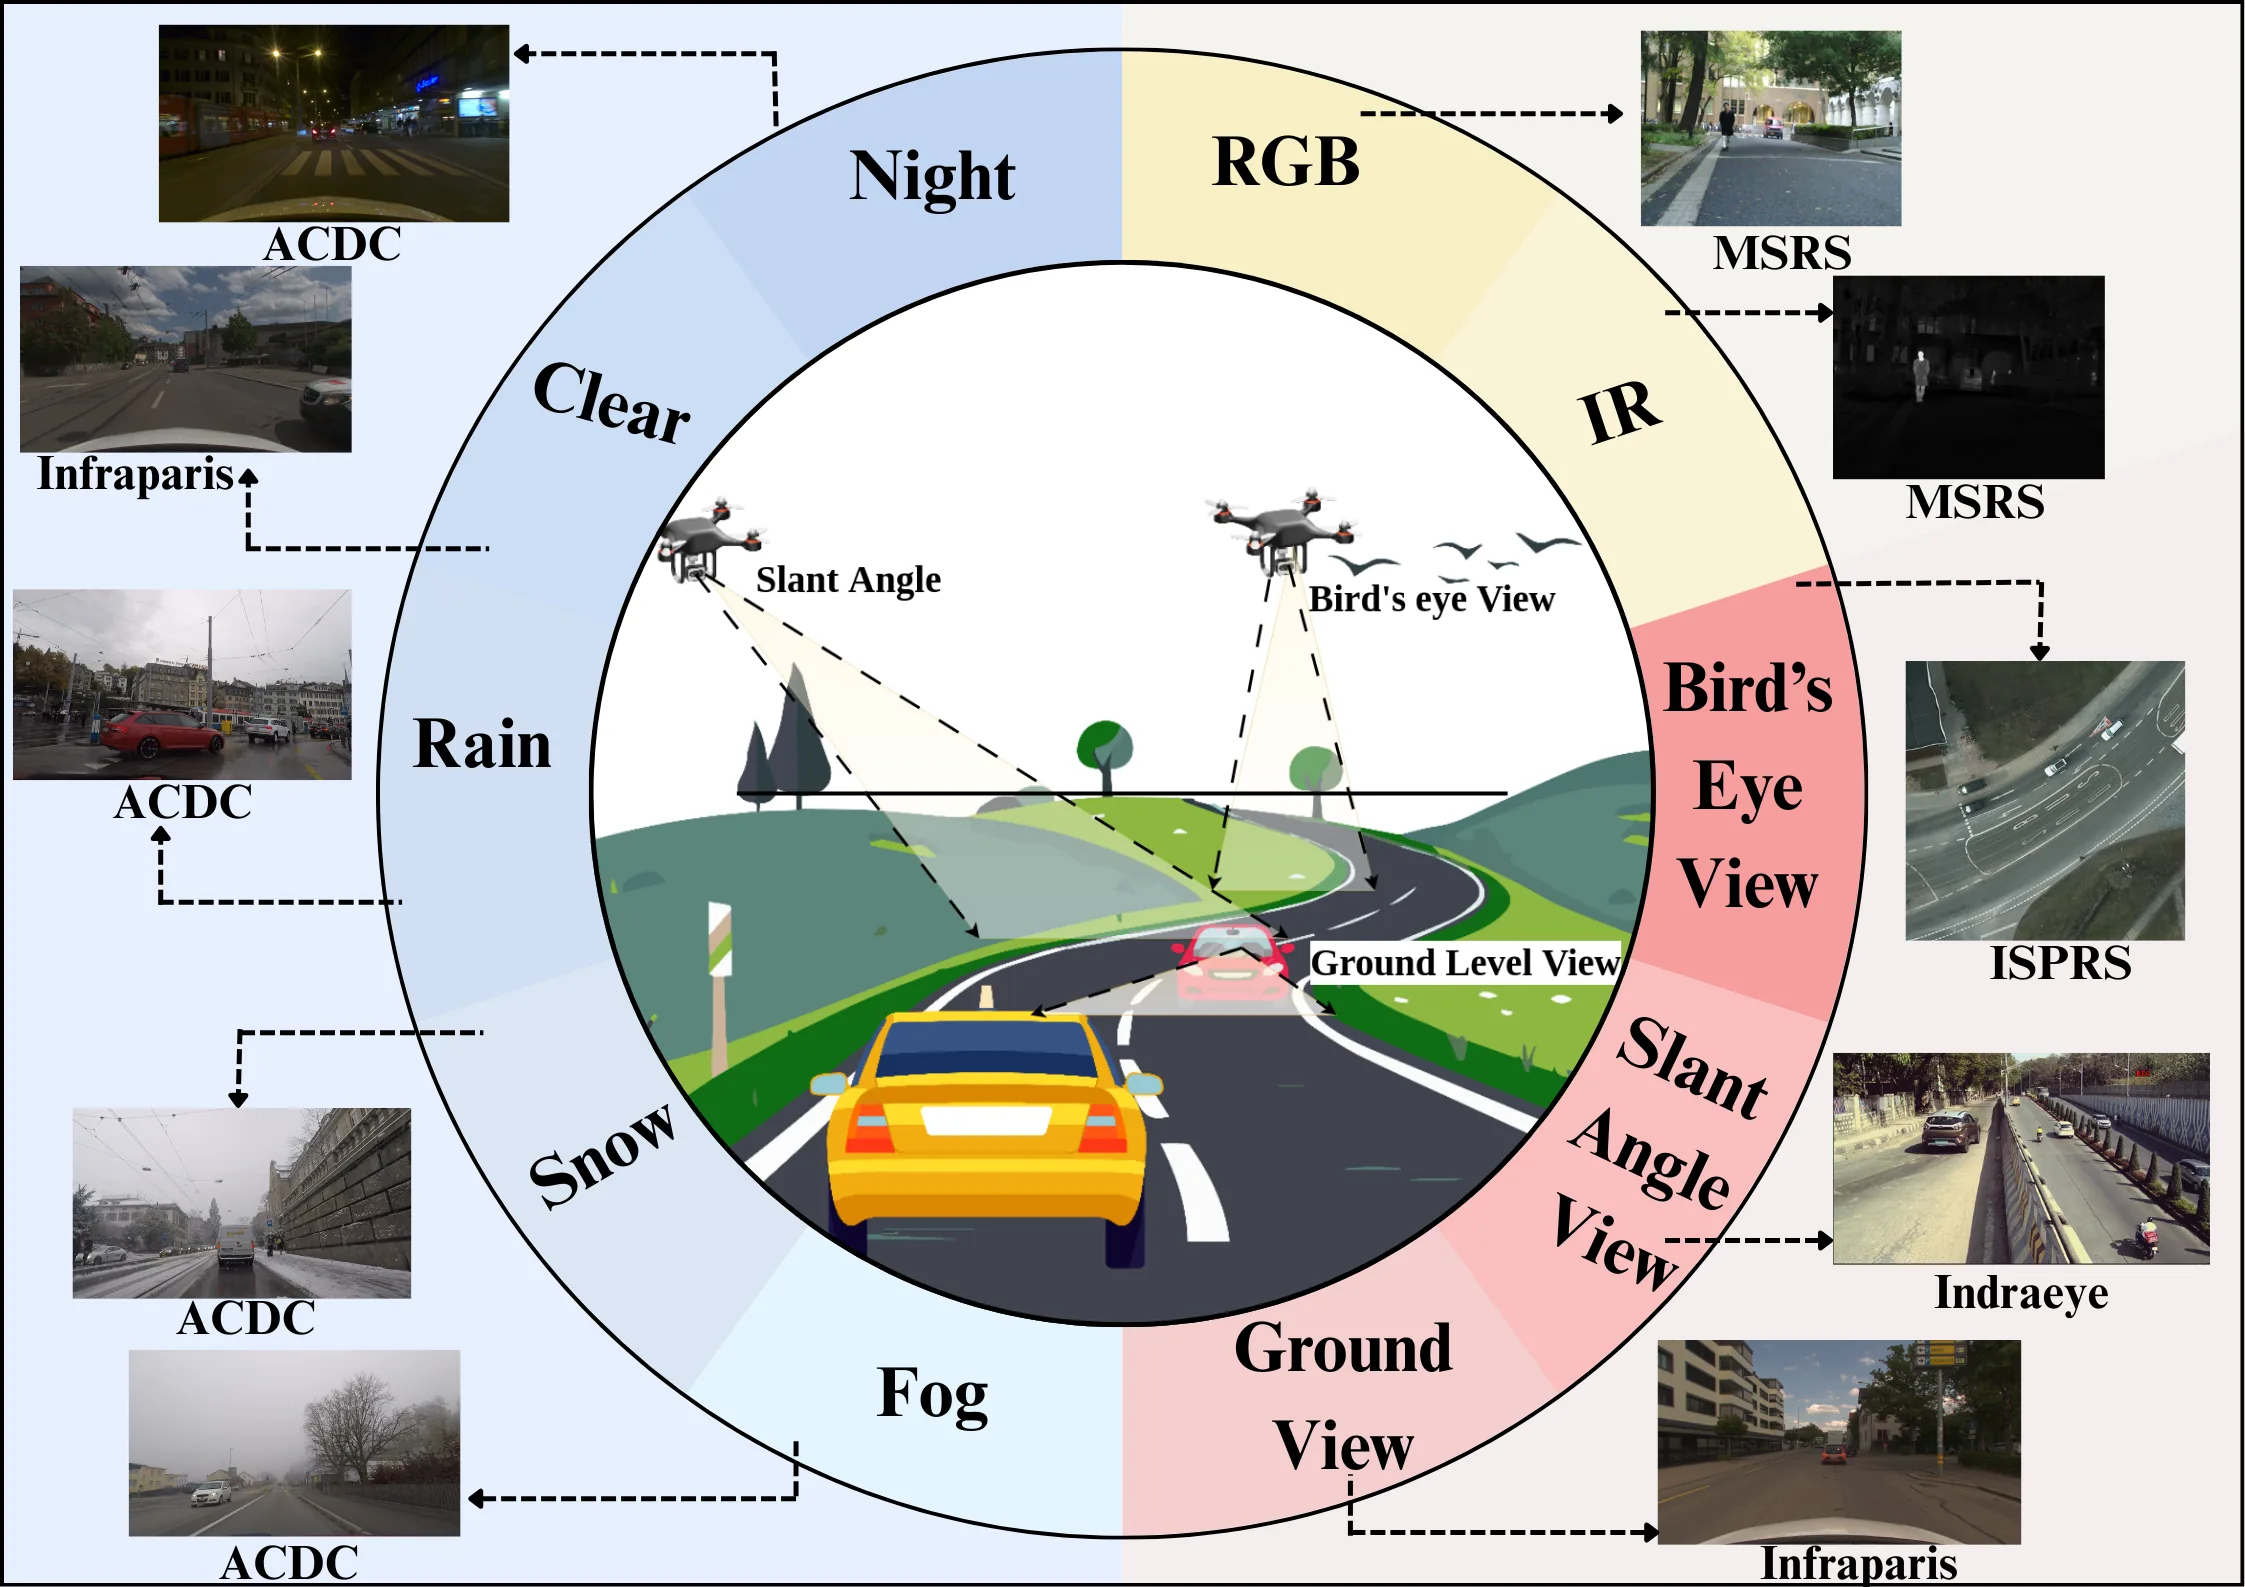 Night
RGB
ACDC
MSRS
Clear
IR
Infraparis
MSRS
Slant Angle
Bird's eye View
Rain
ACDC
Bird’s
Eye
View
ISPRS
Ground Level View
Snow
ACDC
Slant
Angle
View
Indraeye
Fog
ACDC
Ground
View
Infraparis